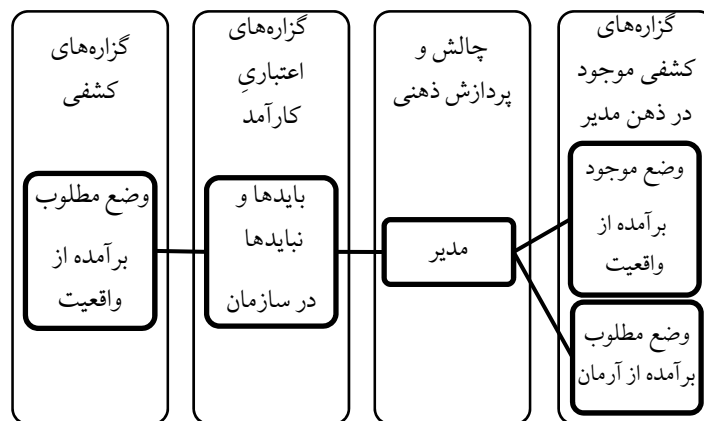 گزاره‌های
کشفی موجود
در ذهن مدیر
وضع موجود
برآمده از
واقعیت
وضع مطلوب
برآمده از آرمان
چالش و
پردازش ذهنی
مدیر
گزاره‌های
اعتباریِ
کارآمد
بایدها و
نبایدها
در سازمان
گزاره‌های
کشفی
وضع مطلوب
برآمده از
واقعیت